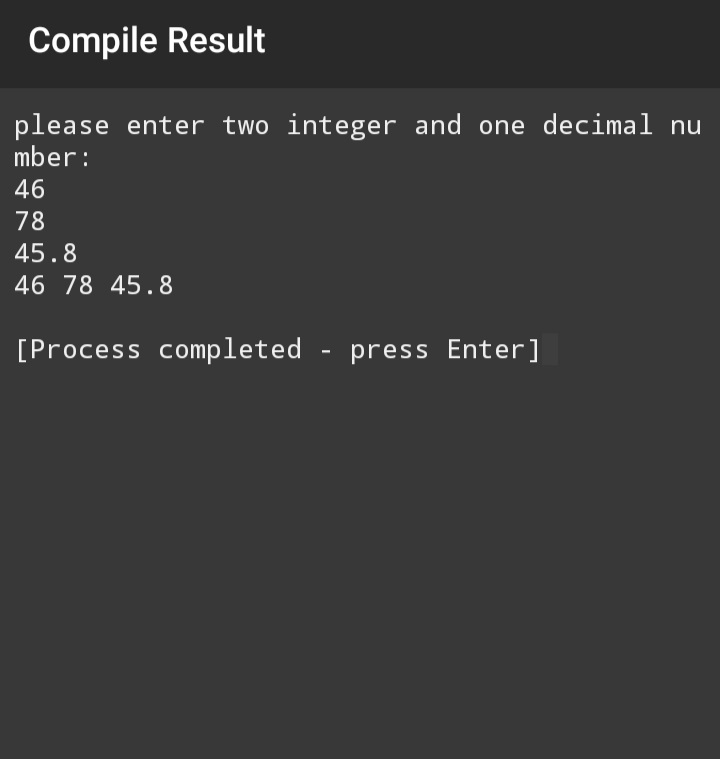 Compile Result
please enter two integer and one decimal nu
mber:
46
78
45.8
46 78 45.8
[Process completed - press Enter]